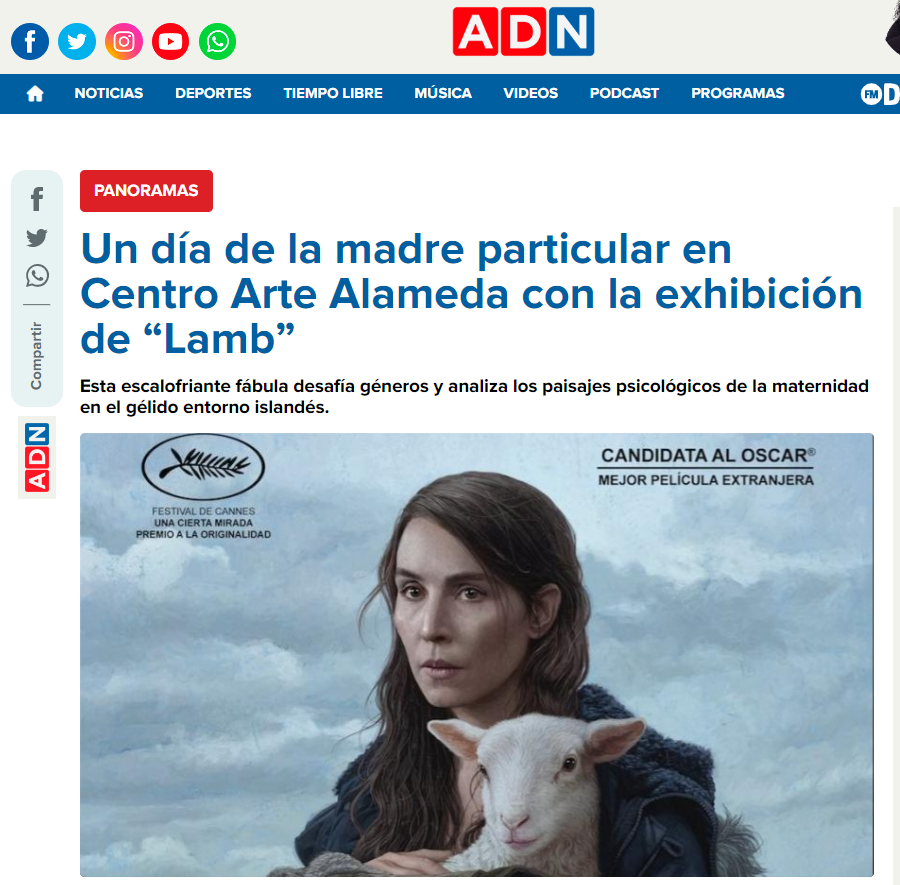 ADN
NOTICIAS DEPORTES TIEMPO LIBRE MÚSICA VIDEOS PODCAST PROGRAMAS FM D
PANORAMAS
Un día de la madre particular en
Centro Arte Alameda con la exhibición
de “Lamb”
Esta escalofriante fábula desafía géneros y analiza los paisajes psicológicos de la maternidad
en el gélido entorno islandés.
Compartir
ADN
FESTIVAL DE CANNES
UNA CIERTA MIRADA
PREMIO A LA ORIGINALIDAD
CANDIDATA AL OSCAR®
MEJOR PELÍCULA EXTRANJERA